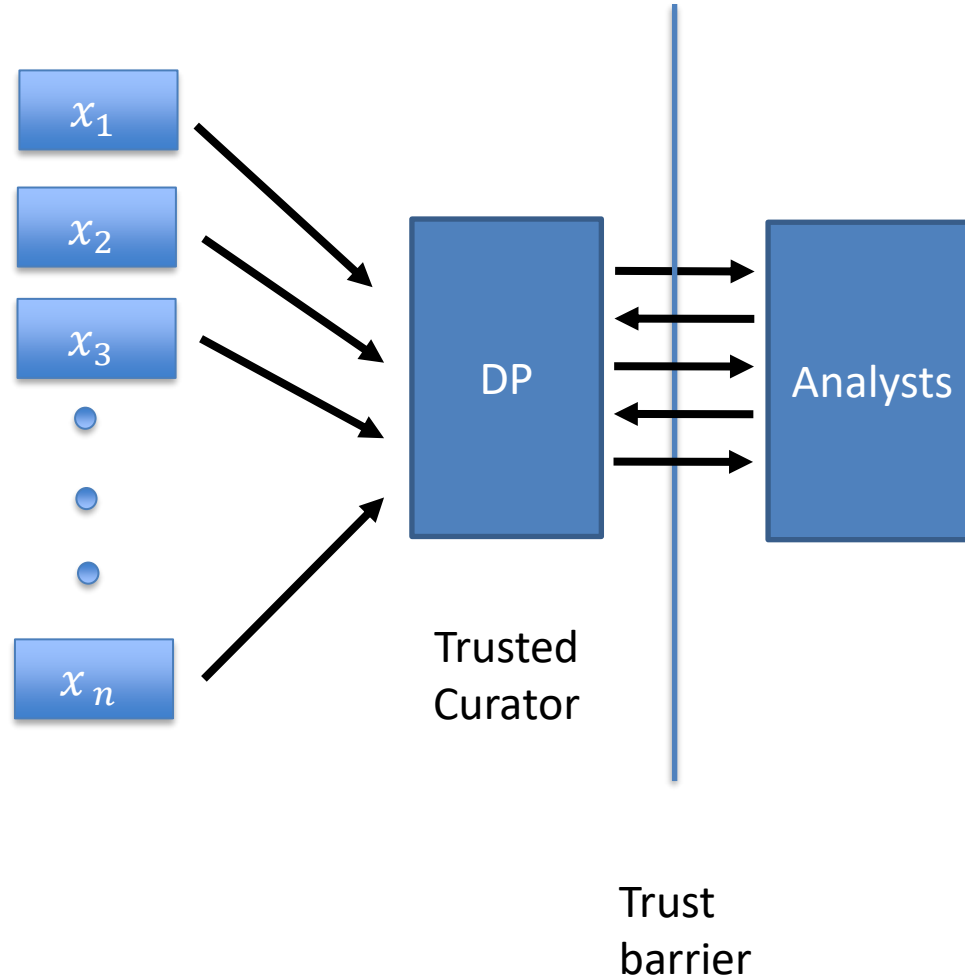 x₁
x₂
x₃
xₙ
DP
Analysts
Trusted
Curator
Trust
barrier